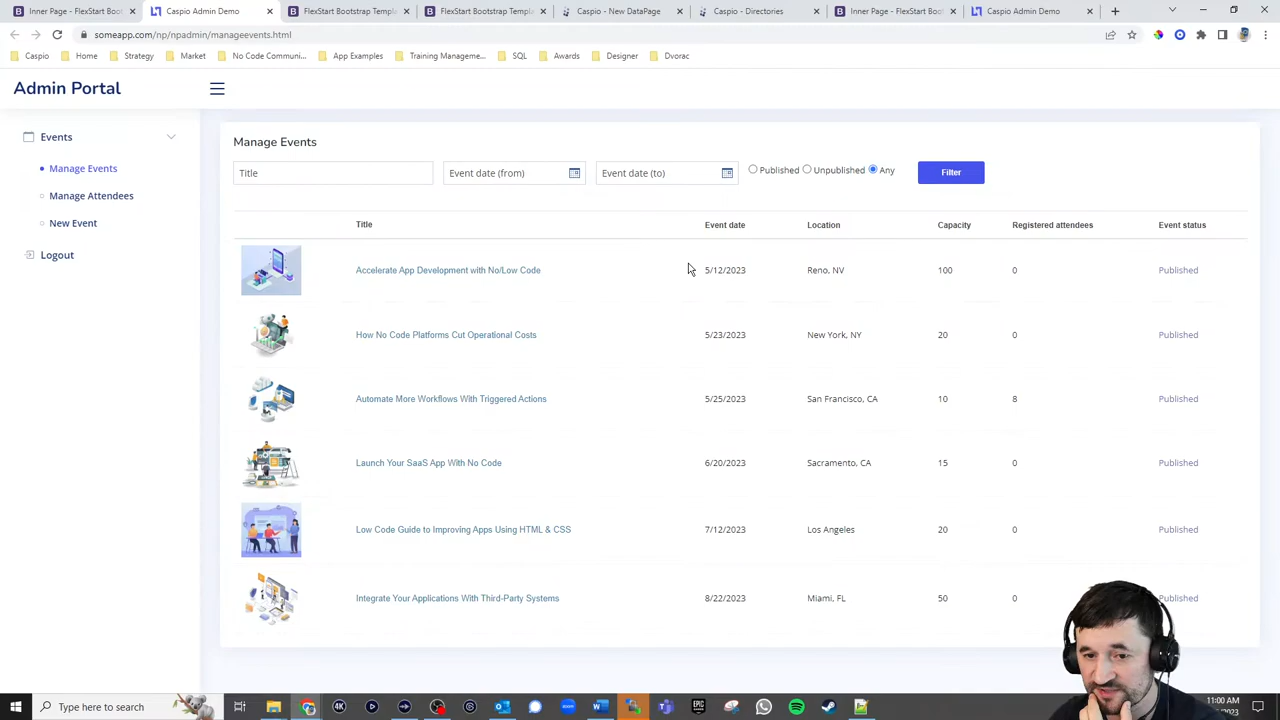 Inner Page - FlexStart Boot
Caspio Admin Demo
FlexStart Bootstrap Templ
FlexStart Bootstrap Templ
Caspio - NewDataPage
Caspio - Directories
Inner Page - FlexStart Boot
Caspio Admin Demo
someapp.com/np/npadmin/manageevents.html
Caspio Home Strategy Market No Code Communi... App Examples Training Manageme... SQL Awards Designer Dvorac
Admin Portal
Events
Manage Events
Manage Attendees
New Event
Logout
Manage Events
Title Event date (from) Event date (to) Published Unpublished Any Filter
Title Event date Location Capacity Registered attendees Event status
Accelerate App Development with No/Low Code 5/12/2023 Reno, NV 100 0 Published
How No Code Platforms Cut Operational Costs 5/23/2023 New York, NY 20 0 Published
Automate More Workflows With Triggered Actions 5/25/2023 San Francisco, CA 10 8 Published
Launch Your SaaS App With No Code 6/20/2023 Sacramento, CA 15 0 Published
Low Code Guide to Improving Apps Using HTML & CSS 7/12/2023 Los Angeles 20 0 Published
Integrate Your Applications With Third-Party Systems 8/22/2023 Miami, FL 50 0 Published
Type here to search
4K
11:00 AM